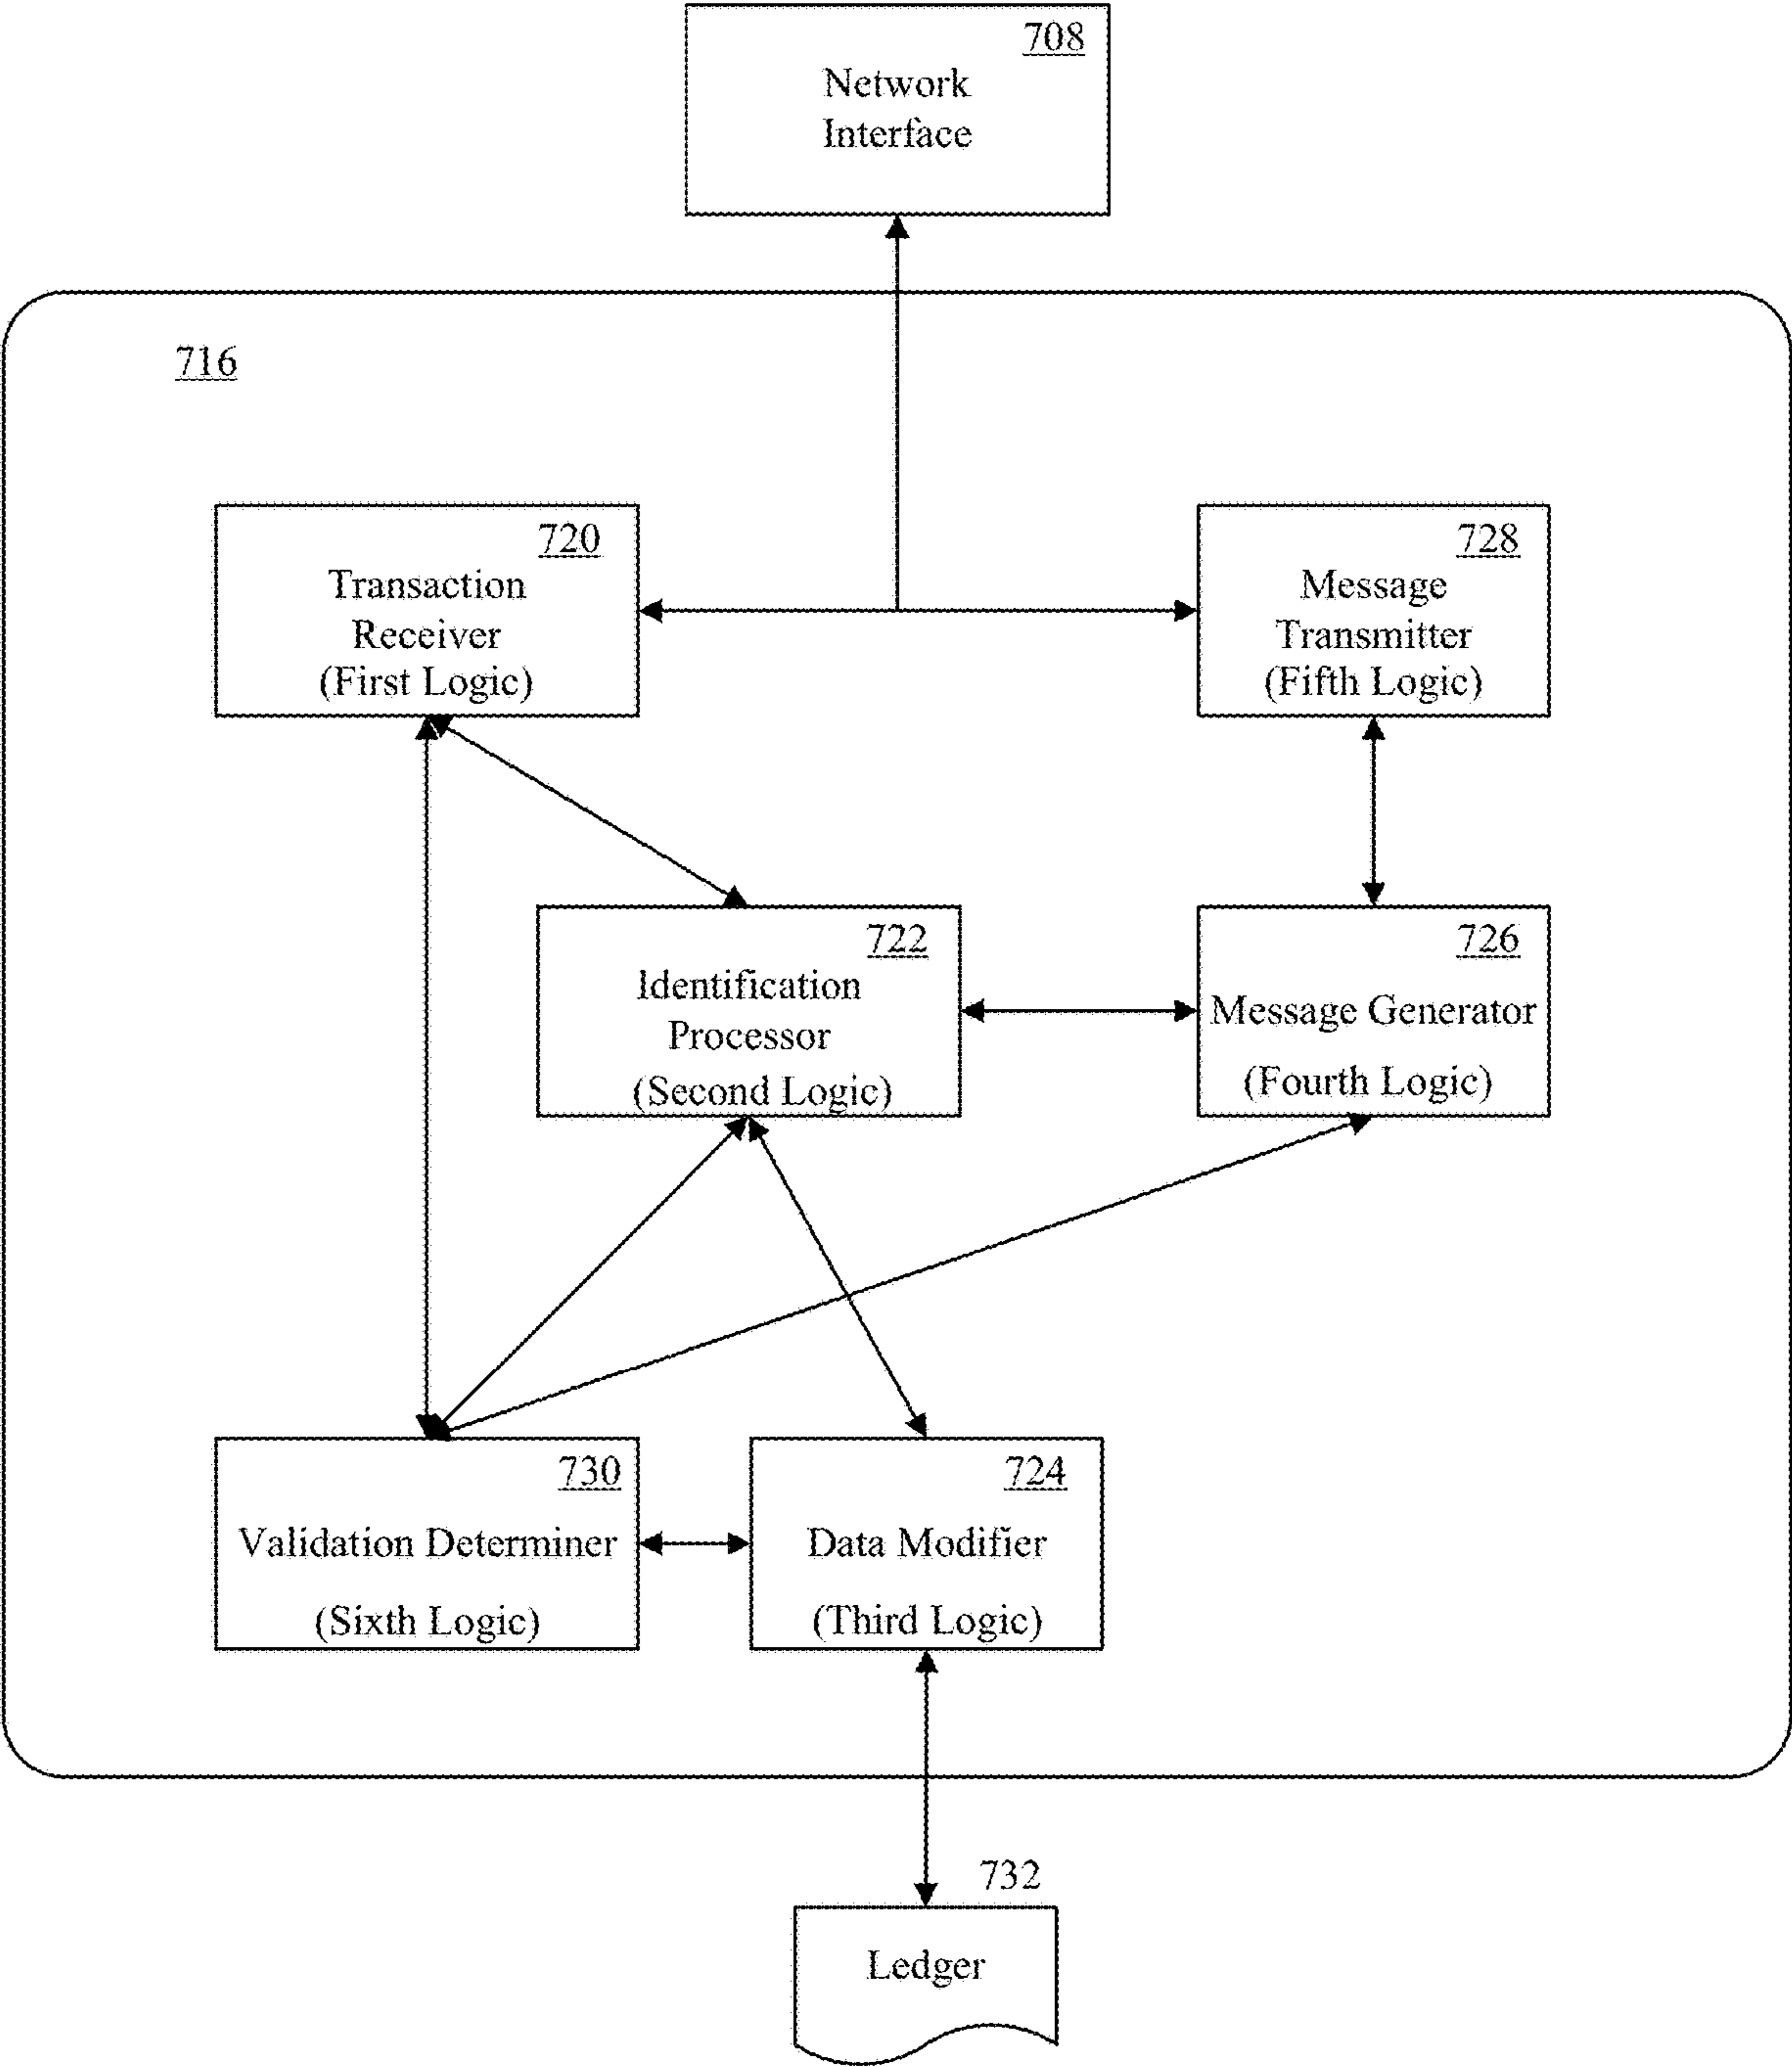 708
Network
Interface
716
720
Transaction
Receiver
(First Logic)
728
Message
Transmitter
(Fifth Logic)
722
Identification
Processor
(Second Logic)
726
Message Generator
(Fourth Logic)
730
Validation Determiner
(Sixth Logic)
724
Data Modifier
(Third Logic)
732
Ledger